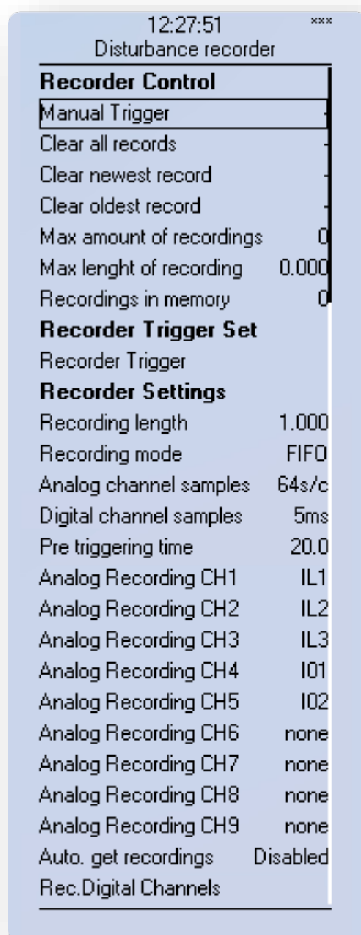 12:27:51 ***
Disturbance recorder
Recorder Control
Manual Trigger -
Clear all records -
Clear newest record -
Clear oldest record -
Max amount of recordings 0
Max lenght of recording 0.000
Recordings in memory 0
Recorder Trigger Set
Recorder Trigger
Recorder Settings
Recording length 1.000
Recording mode FIFO
Analog channel samples 64s/c
Digital channel samples 5ms
Pre triggering time 20.0
Analog Recording CH1 IL1
Analog Recording CH2 IL2
Analog Recording CH3 IL3
Analog Recording CH4 I01
Analog Recording CH5 I02
Analog Recording CH6 none
Analog Recording CH7 none
Analog Recording CH8 none
Analog Recording CH9 none
Auto. get recordings Disabled
Rec.Digital Channels